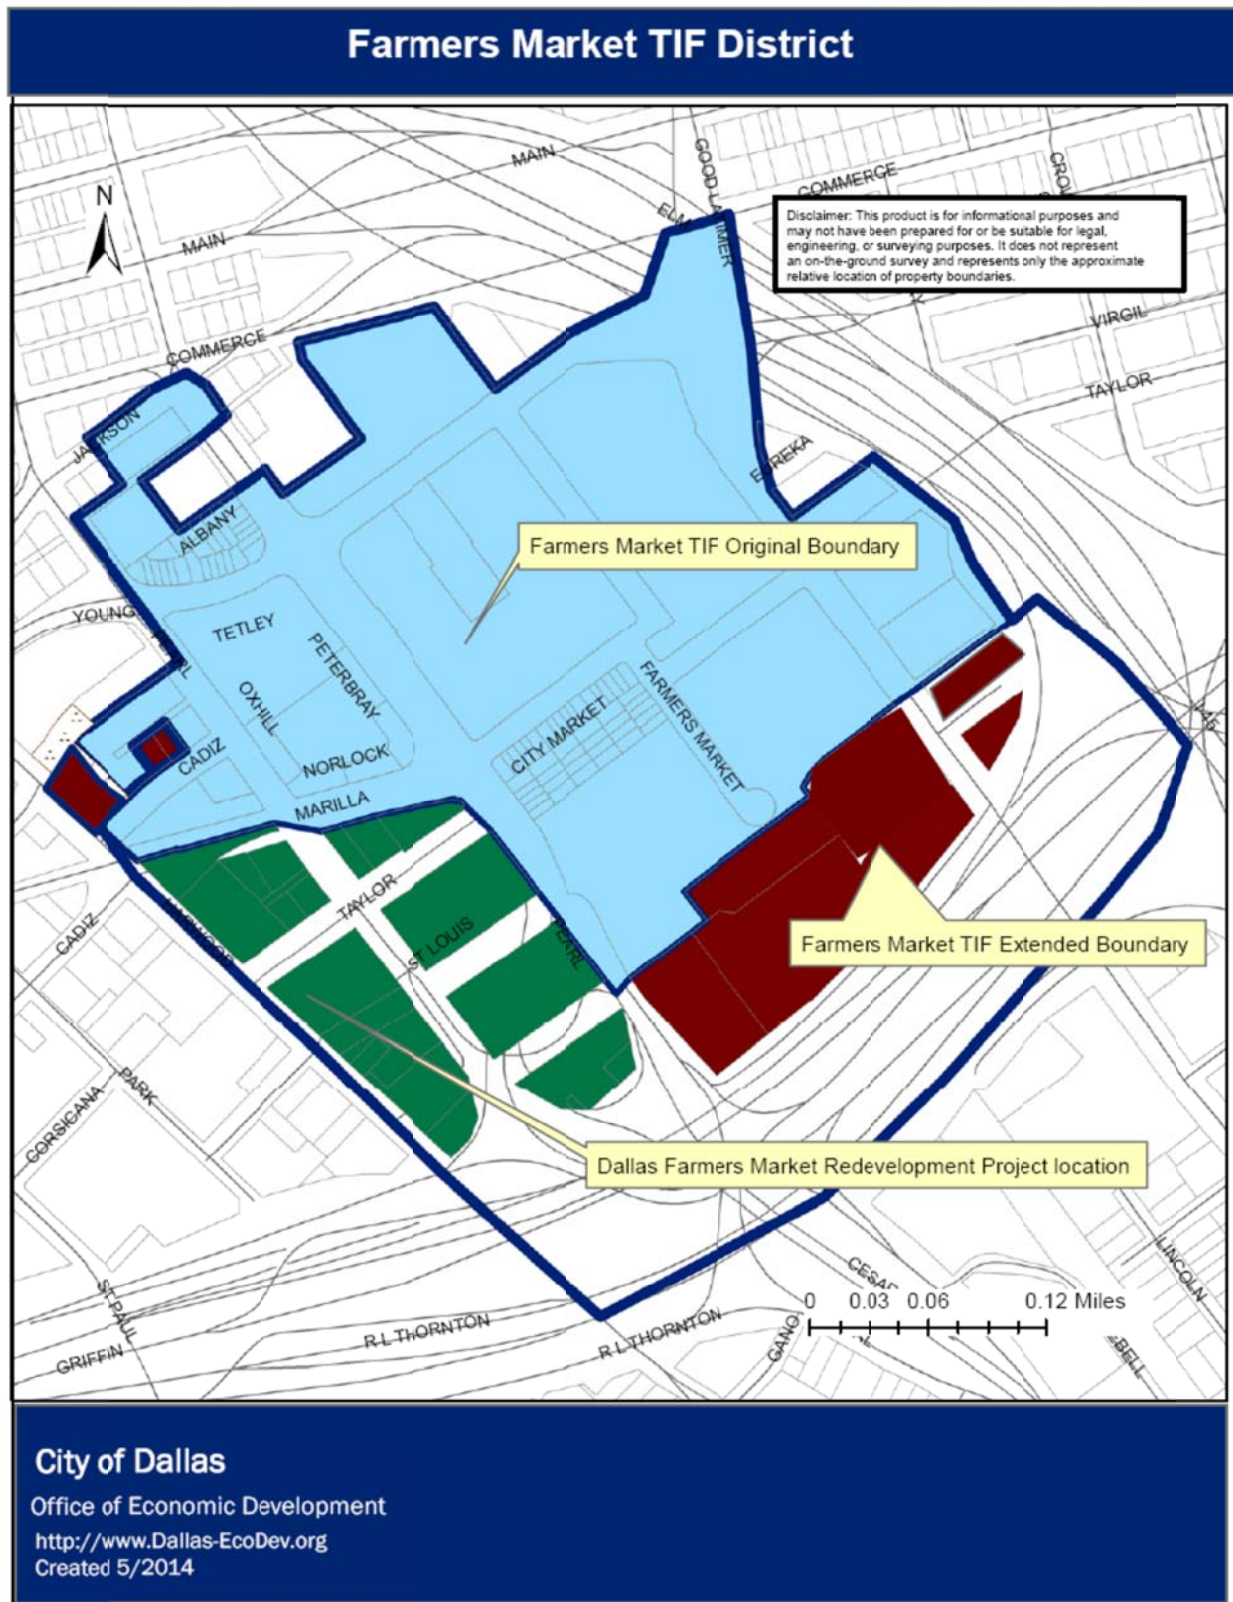 Farmers Market TIF District
MAIN
GOOD LATIMER
COMMERCE
N
ELM
MAIN
Disclaimer: This product is for informational purposes and
may not have been prepared for or be suitable for legal,
engineering, or surveying purposes. It does not represent
an on-the-ground survey and represents only the approximate
relative location of property boundaries.
VIRGIL
COMMERCE
TAYLOR
JACKSON
EUREKA
ALBANY
Farmers Market TIF Original Boundary
YOUNG
TETLEY
PEARL
PETERBRAY
OXHILL
FARMERS MARKET
CITY MARKET
45
CADIZ
NORLOCK
MARILLA
TAYLOR
ST LOUIS
PEARL
CADIZ
Farmers Market TIF Extended Boundary
PARK
CORSICANA
Dallas Farmers Market Redevelopment Project location
LINCOLN
ST PAUL
0 0.03 0.06 0.12 Miles
R L THORNTON
R L THORNTON
GRIFFIN
City of Dallas
Office of Economic Development
http://www.Dallas-EcoDev.org
Created 5/2014